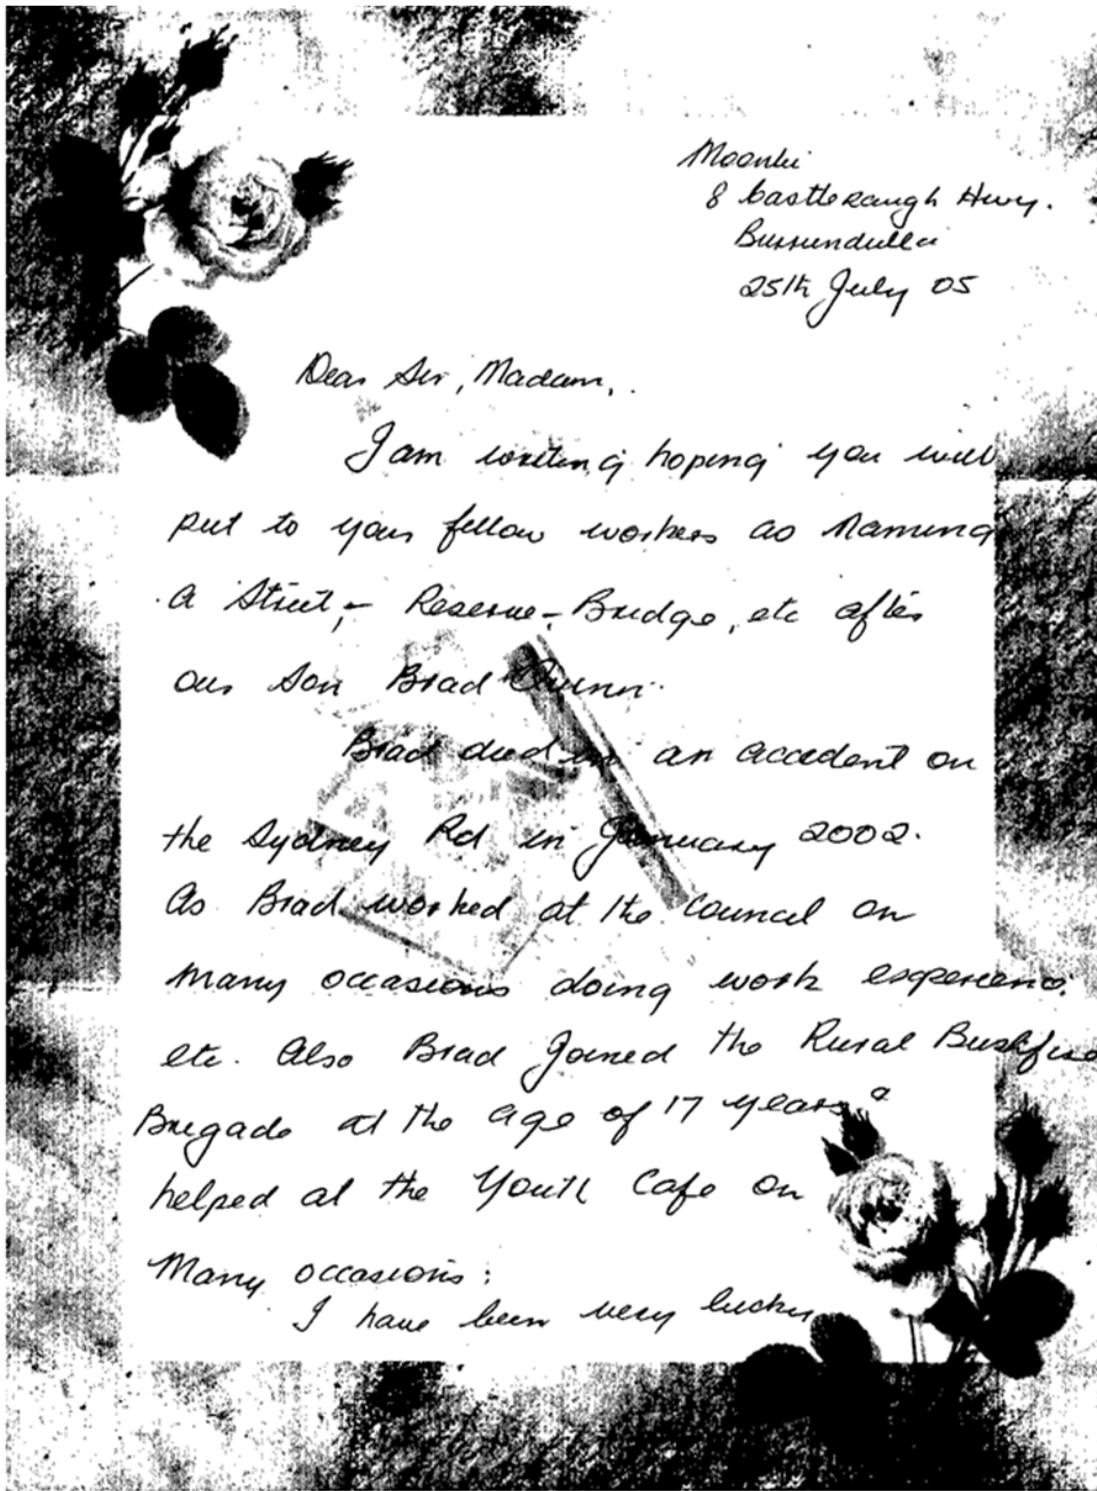 Moonbi
8 Castlereagh Hwy.
Burrundulla
25th July 05
Dear Sir, Madam,.
I am writing hoping you will
put to your fellow workers as Naming
a Street, - Reserve - Bridge, etc after
our Son Brad Quinn.
Brad died in an accident on
the Sydney Rd in January 2002.
As Brad worked at the Council on
Many occasions doing work experience
etc. Also Brad Joined the Rural Bushfire
Brigade at the age of 17 years &
helped at the Youth Cafe on
Many occasions:
I have been very lucky